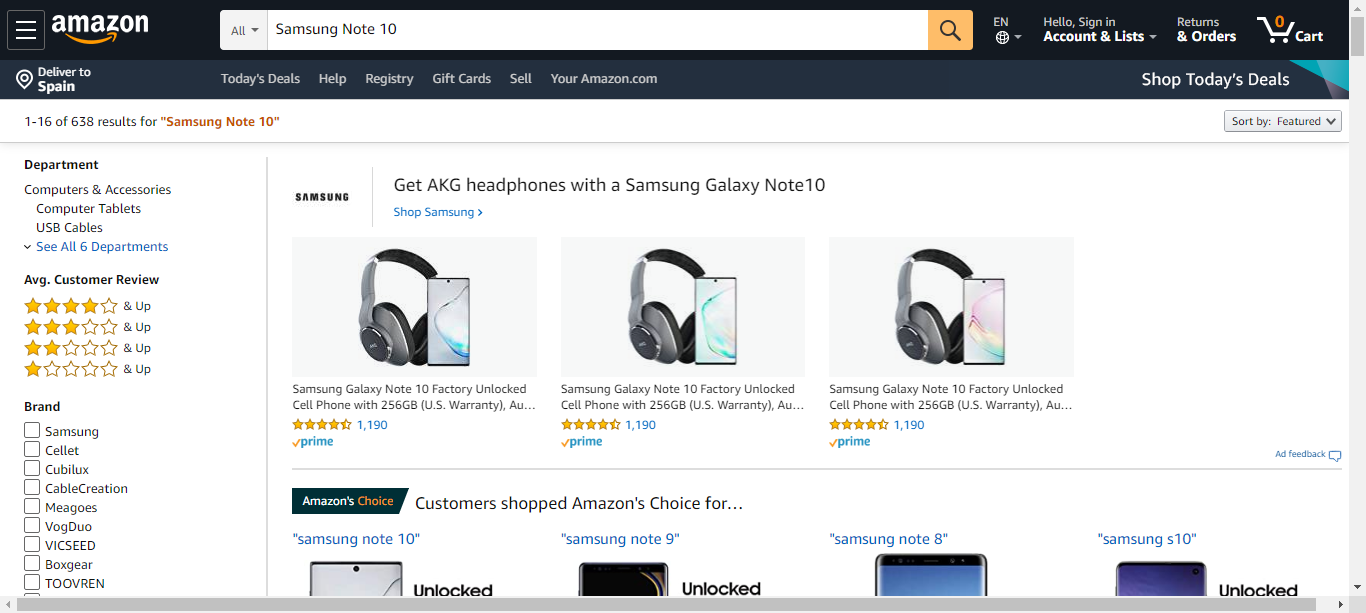 amazon
All
Samsung Note 10
EN
Hello, Sign in
Account & Lists
Returns
& Orders
0
Cart
Deliver to
Spain
Today's Deals
Help
Registry
Gift Cards
Sell
Your Amazon.com
Shop Today's Deals
1-16 of 638 results for "Samsung Note 10"
Sort by: Featured
Department
Computers & Accessories
Computer Tablets
USB Cables
See All 6 Departments
Avg. Customer Review
& Up
& Up
& Up
& Up
Brand
Samsung
Cellet
Cubilux
CableCreation
Meagoes
VogDuo
VICSEED
Boxgear
TOOVREN
SAMSUNG
Get AKG headphones with a Samsung Galaxy Note10
Shop Samsung ›
AKG
Samsung Galaxy Note 10 Factory Unlocked
Cell Phone with 256GB (U.S. Warranty), Au…
1,190
prime
AKG
Samsung Galaxy Note 10 Factory Unlocked
Cell Phone with 256GB (U.S. Warranty), Au…
1,190
prime
AKG
Samsung Galaxy Note 10 Factory Unlocked
Cell Phone with 256GB (U.S. Warranty), Au…
1,190
prime
Ad feedback
Amazon's Choice
Customers shopped Amazon's Choice for…
"samsung note 10"
Unlocked
"samsung note 9"
Unlocked
"samsung note 8"
"samsung s10"
Unlocked